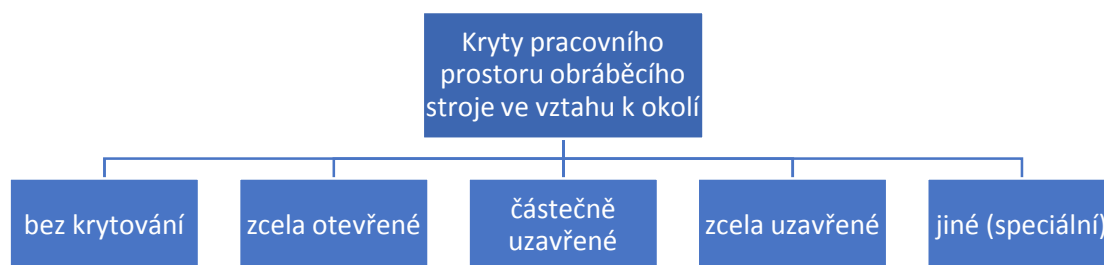 Kryty pracovního
prostoru obráběcího
stroje ve vztahu k okolí
bez krytování
zcela otevřené
částečně
uzavřené
zcela uzavřené
jiné (speciální)